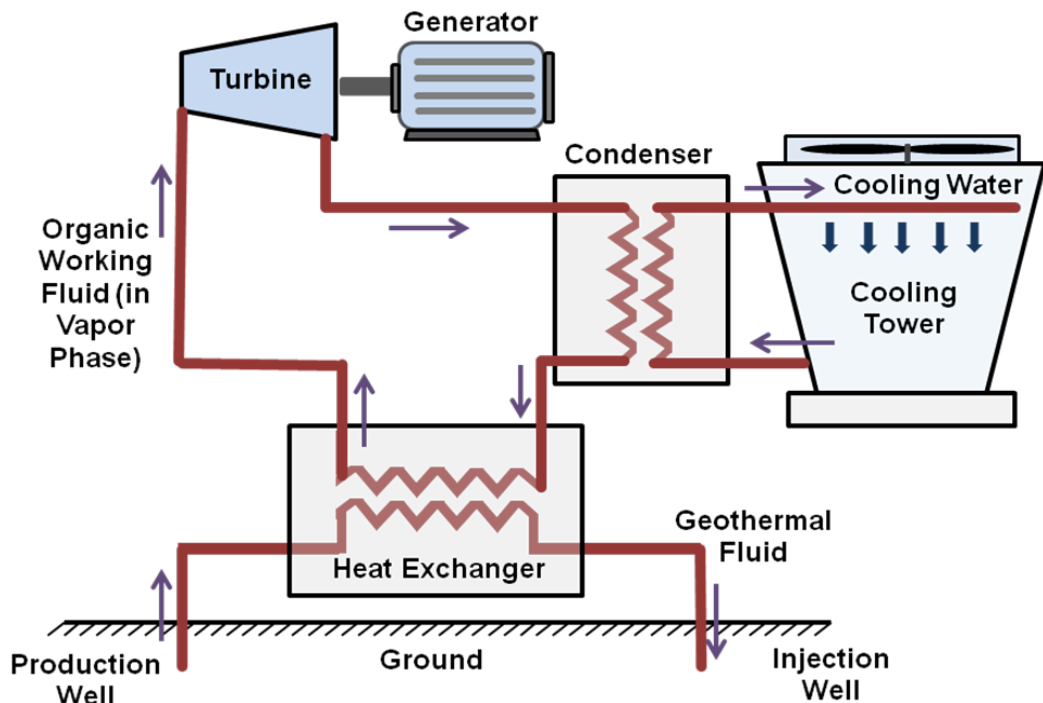 Generator
Turbine
Condenser
Cooling Water
Organic
Working
Fluid (in
Vapor
Phase)
Cooling
Tower
Geothermal
Fluid
Heat Exchanger
Production
Well
Ground
Injection
Well